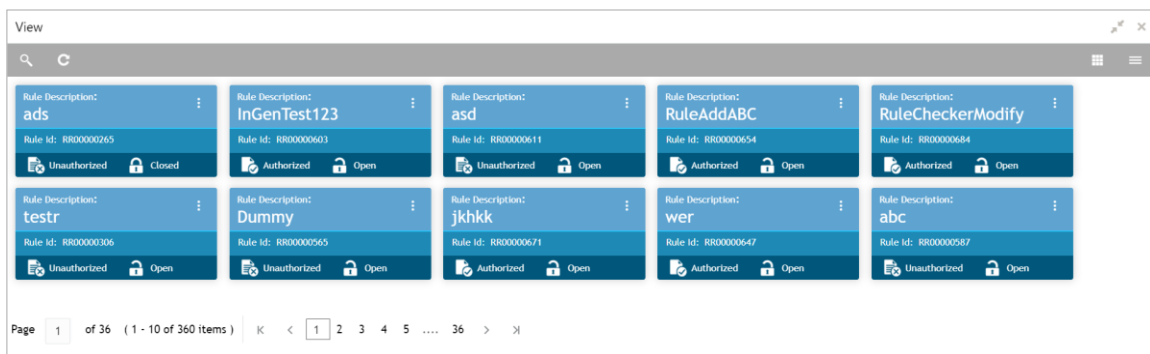 View
Rule Description: Rule Description: Rule Description: Rule Description: Rule Description:
ads InGenTest123 asd RuleAddABC RuleCheckerModify
Rule Id: RR00000265 Rule Id: RR00000603 Rule Id: RR00000611 Rule Id: RR00000654 Rule Id: RR00000684
Unauthorized Closed Authorized Open Unauthorized Open Authorized Open Authorized Open
Rule Description: Rule Description: Rule Description: Rule Description: Rule Description:
testr Dummy jkhkk wer abc
Rule Id: RR00000306 Rule Id: RR00000565 Rule Id: RR00000671 Rule Id: RR00000647 Rule Id: RR00000587
Unauthorized Open Unauthorized Open Authorized Open Authorized Open Unauthorized Open
Page 1 of 36 ( 1 - 10 of 360 items ) 1 2 3 4 5 .... 36